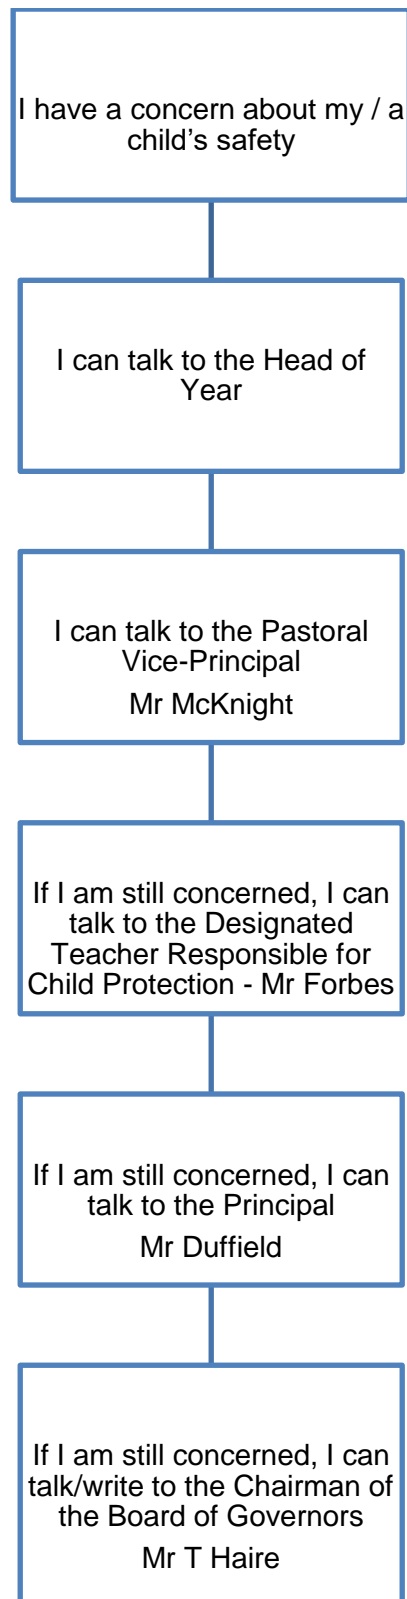 I have a concern about my / a
child’s safety
I can talk to the Head of
Year
I can talk to the Pastoral
Vice-Principal
Mr McKnight
If I am still concerned, I can
talk to the Designated
Teacher Responsible for
Child Protection - Mr Forbes
If I am still concerned, I can
talk to the Principal
Mr Duffield
If I am still concerned, I can
talk/write to the Chairman of
the Board of Governors
Mr T Haire